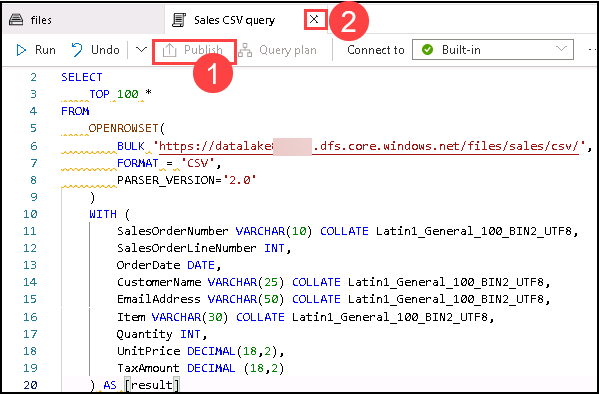 files
Sales CSV query
2
Run Undo Publish Query plan Connect to Built-in
1
2 SELECT
3 TOP 100 *
4 FROM
5 OPENROWSET(
6 BULK 'https://datalake8 .dfs.core.windows.net/files/sales/csv/',
7 FORMAT = 'CSV',
8 PARSER_VERSION='2.0'
9 )
10 WITH (
11 SalesOrderNumber VARCHAR(10) COLLATE Latin1_General_100_BIN2_UTF8,
12 SalesOrderLineNumber INT,
13 OrderDate DATE,
14 CustomerName VARCHAR(25) COLLATE Latin1_General_100_BIN2_UTF8,
15 EmailAddress VARCHAR(50) COLLATE Latin1_General_100_BIN2_UTF8,
16 Item VARCHAR(30) COLLATE Latin1_General_100_BIN2_UTF8,
17 Quantity INT,
18 UnitPrice DECIMAL(18,2),
19 TaxAmount DECIMAL (18,2)
20 ) AS [result]